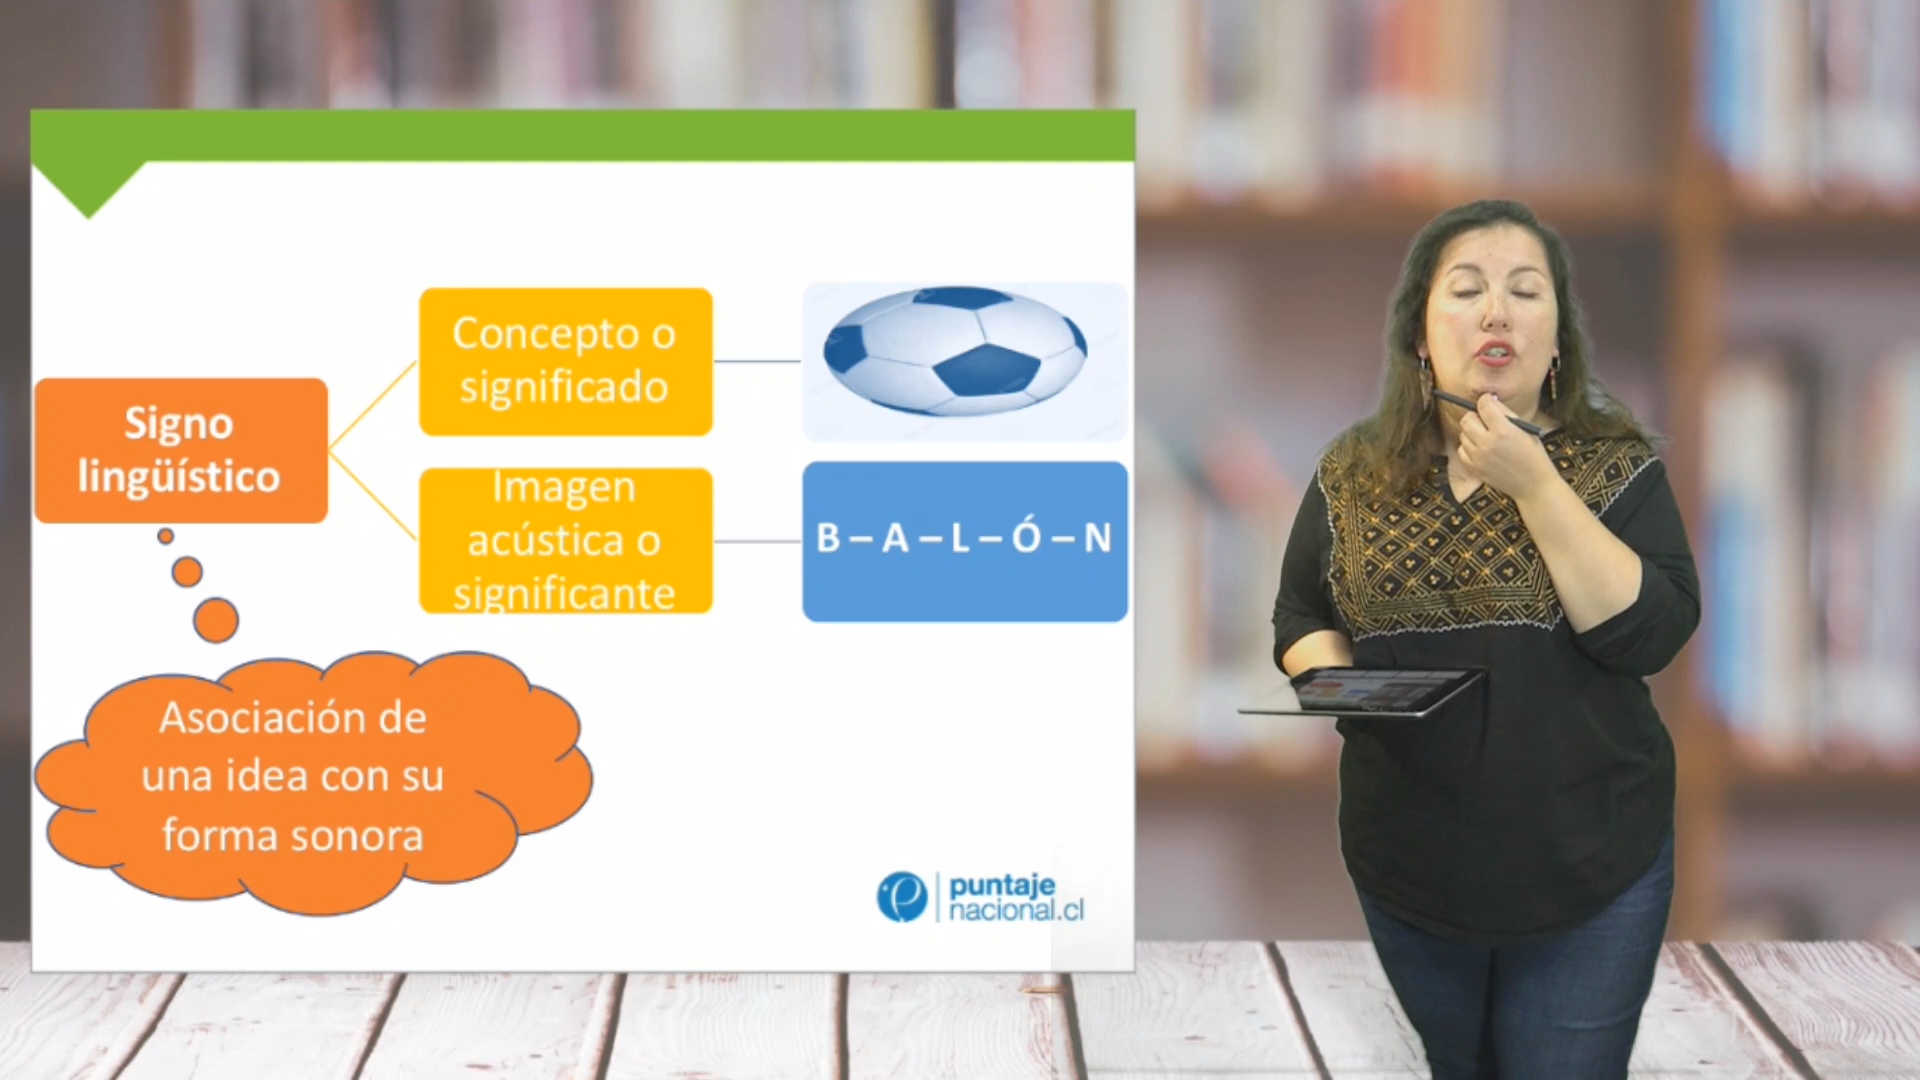 Signo
lingüístico
Concepto o
significado
Imagen
acústica o
significante
B – A – L – Ó – N
Asociación de
una idea con su
forma sonora
puntaje
nacional.cl